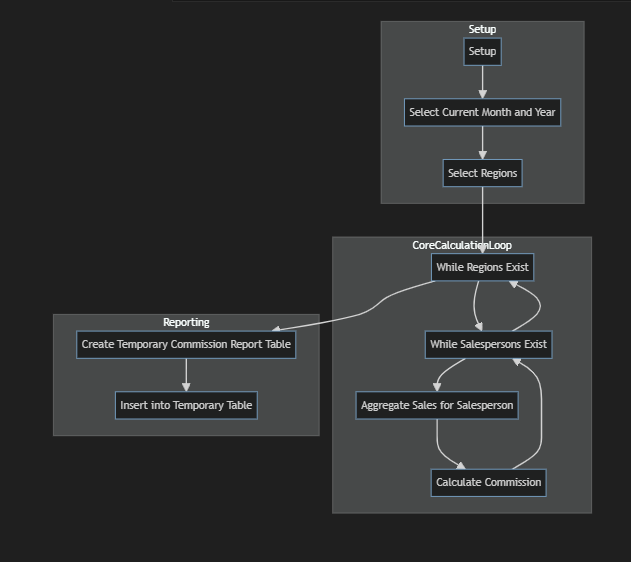 Setup
Setup
Select Current Month and Year
Select Regions
CoreCalculationLoop
While Regions Exist
Reporting
Create Temporary Commission Report Table
While Salespersons Exist
Insert into Temporary Table
Aggregate Sales for Salesperson
Calculate Commission